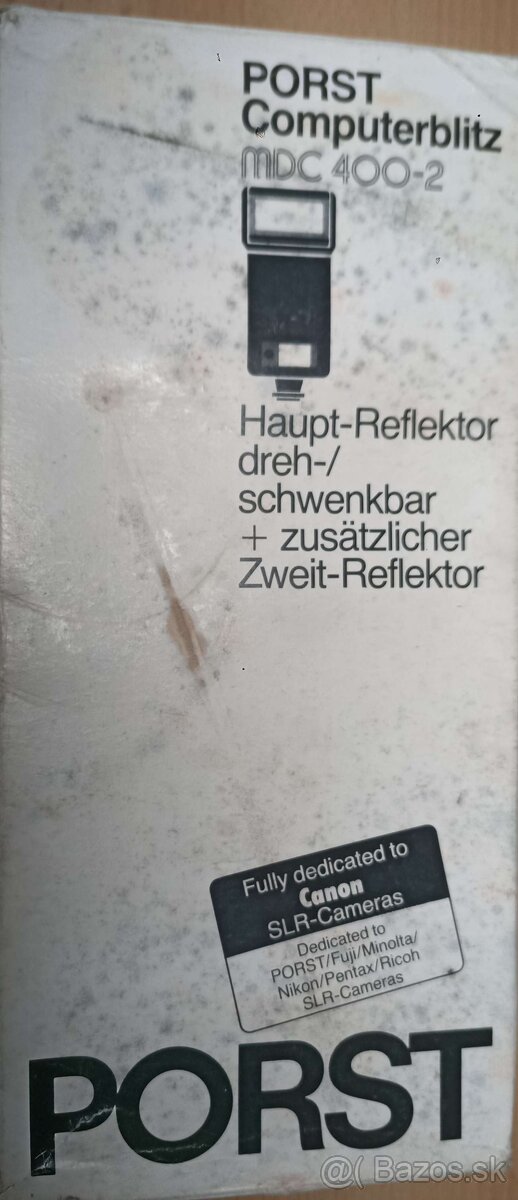 PORST
Computerblitz
MDC 400-2
Haupt-Reflektor
dreh-/
schwenkbar
+ zusätzlicher
Zweit-Reflektor
Fully dedicated to
Canon
SLR-Cameras
Dedicated to
PORST/Fuji/Minolta/
Nikon/Pentax/Ricoh
SLR-Cameras
PORST
@( Bazos.sk